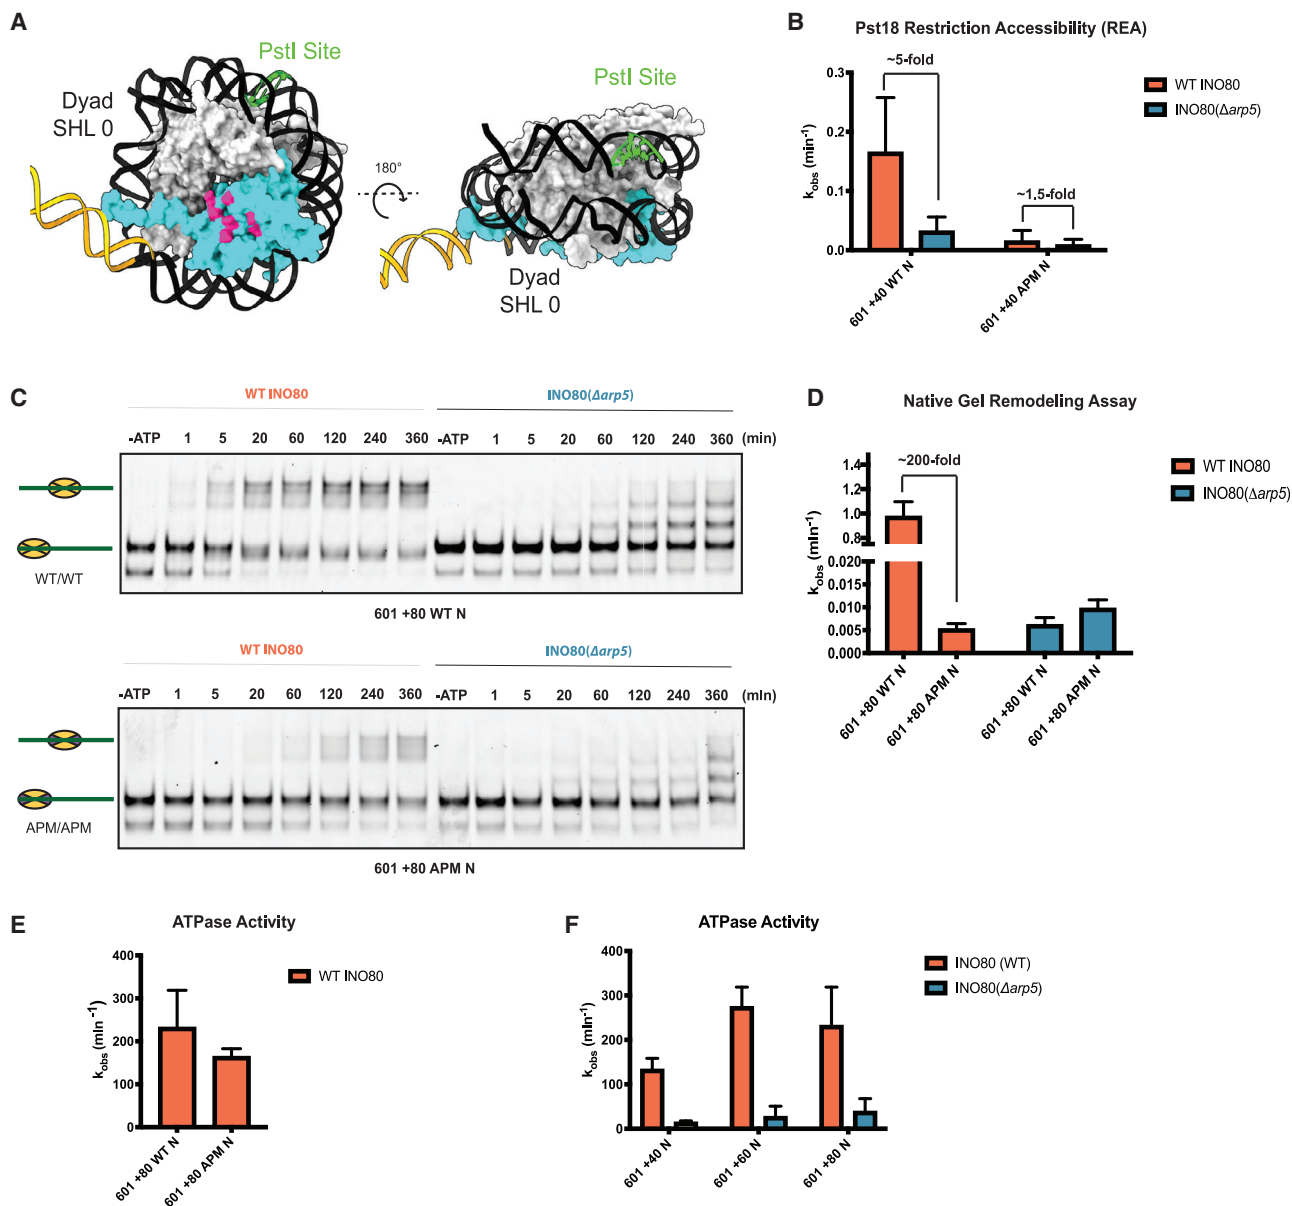 A
PstI Site
Dyad
SHL 0
180°
PstI Site
Dyad
SHL 0
B
Pst18 Restriction Accessibility (REA)
~5-fold
~1.5-fold
0.3
0.2
0.1
0.0
kobs (min-1)
601 +40 WT N
601 +40 APM N
WT INO80
INO80(Δarp5)
C
WT INO80
INO80(Δarp5)
-ATP 1 5 20 60 120 240 360 -ATP 1 5 20 60 120 240 360 (min)
WT/WT
601 +80 WT N
WT INO80
INO80(Δarp5)
-ATP 1 5 20 60 120 240 360 -ATP 1 5 20 60 120 240 360 (mIn)
APM/APM
601 +80 APM N
D
Native Gel Remodeling Assay
~200-fold
1.4
1.2
1.0
0.8
0.020
0.015
0.010
0.005
0.000
kobs (mIn-1)
601 +80 WT N
601 +80 APM N
601 +80 WT N
601 +80 APM N
WT INO80
INO80(Δarp5)
E
ATPase Activity
400
300
200
100
0
kobs (mIn-1)
601 +80 WT N
601 +80 APM N
WT INO80
F
ATPase Activity
400
300
200
100
0
kobs (mIn-1)
601 +40 N
601 +60 N
601 +80 N
INO80 (WT)
INO80(Δarp5)